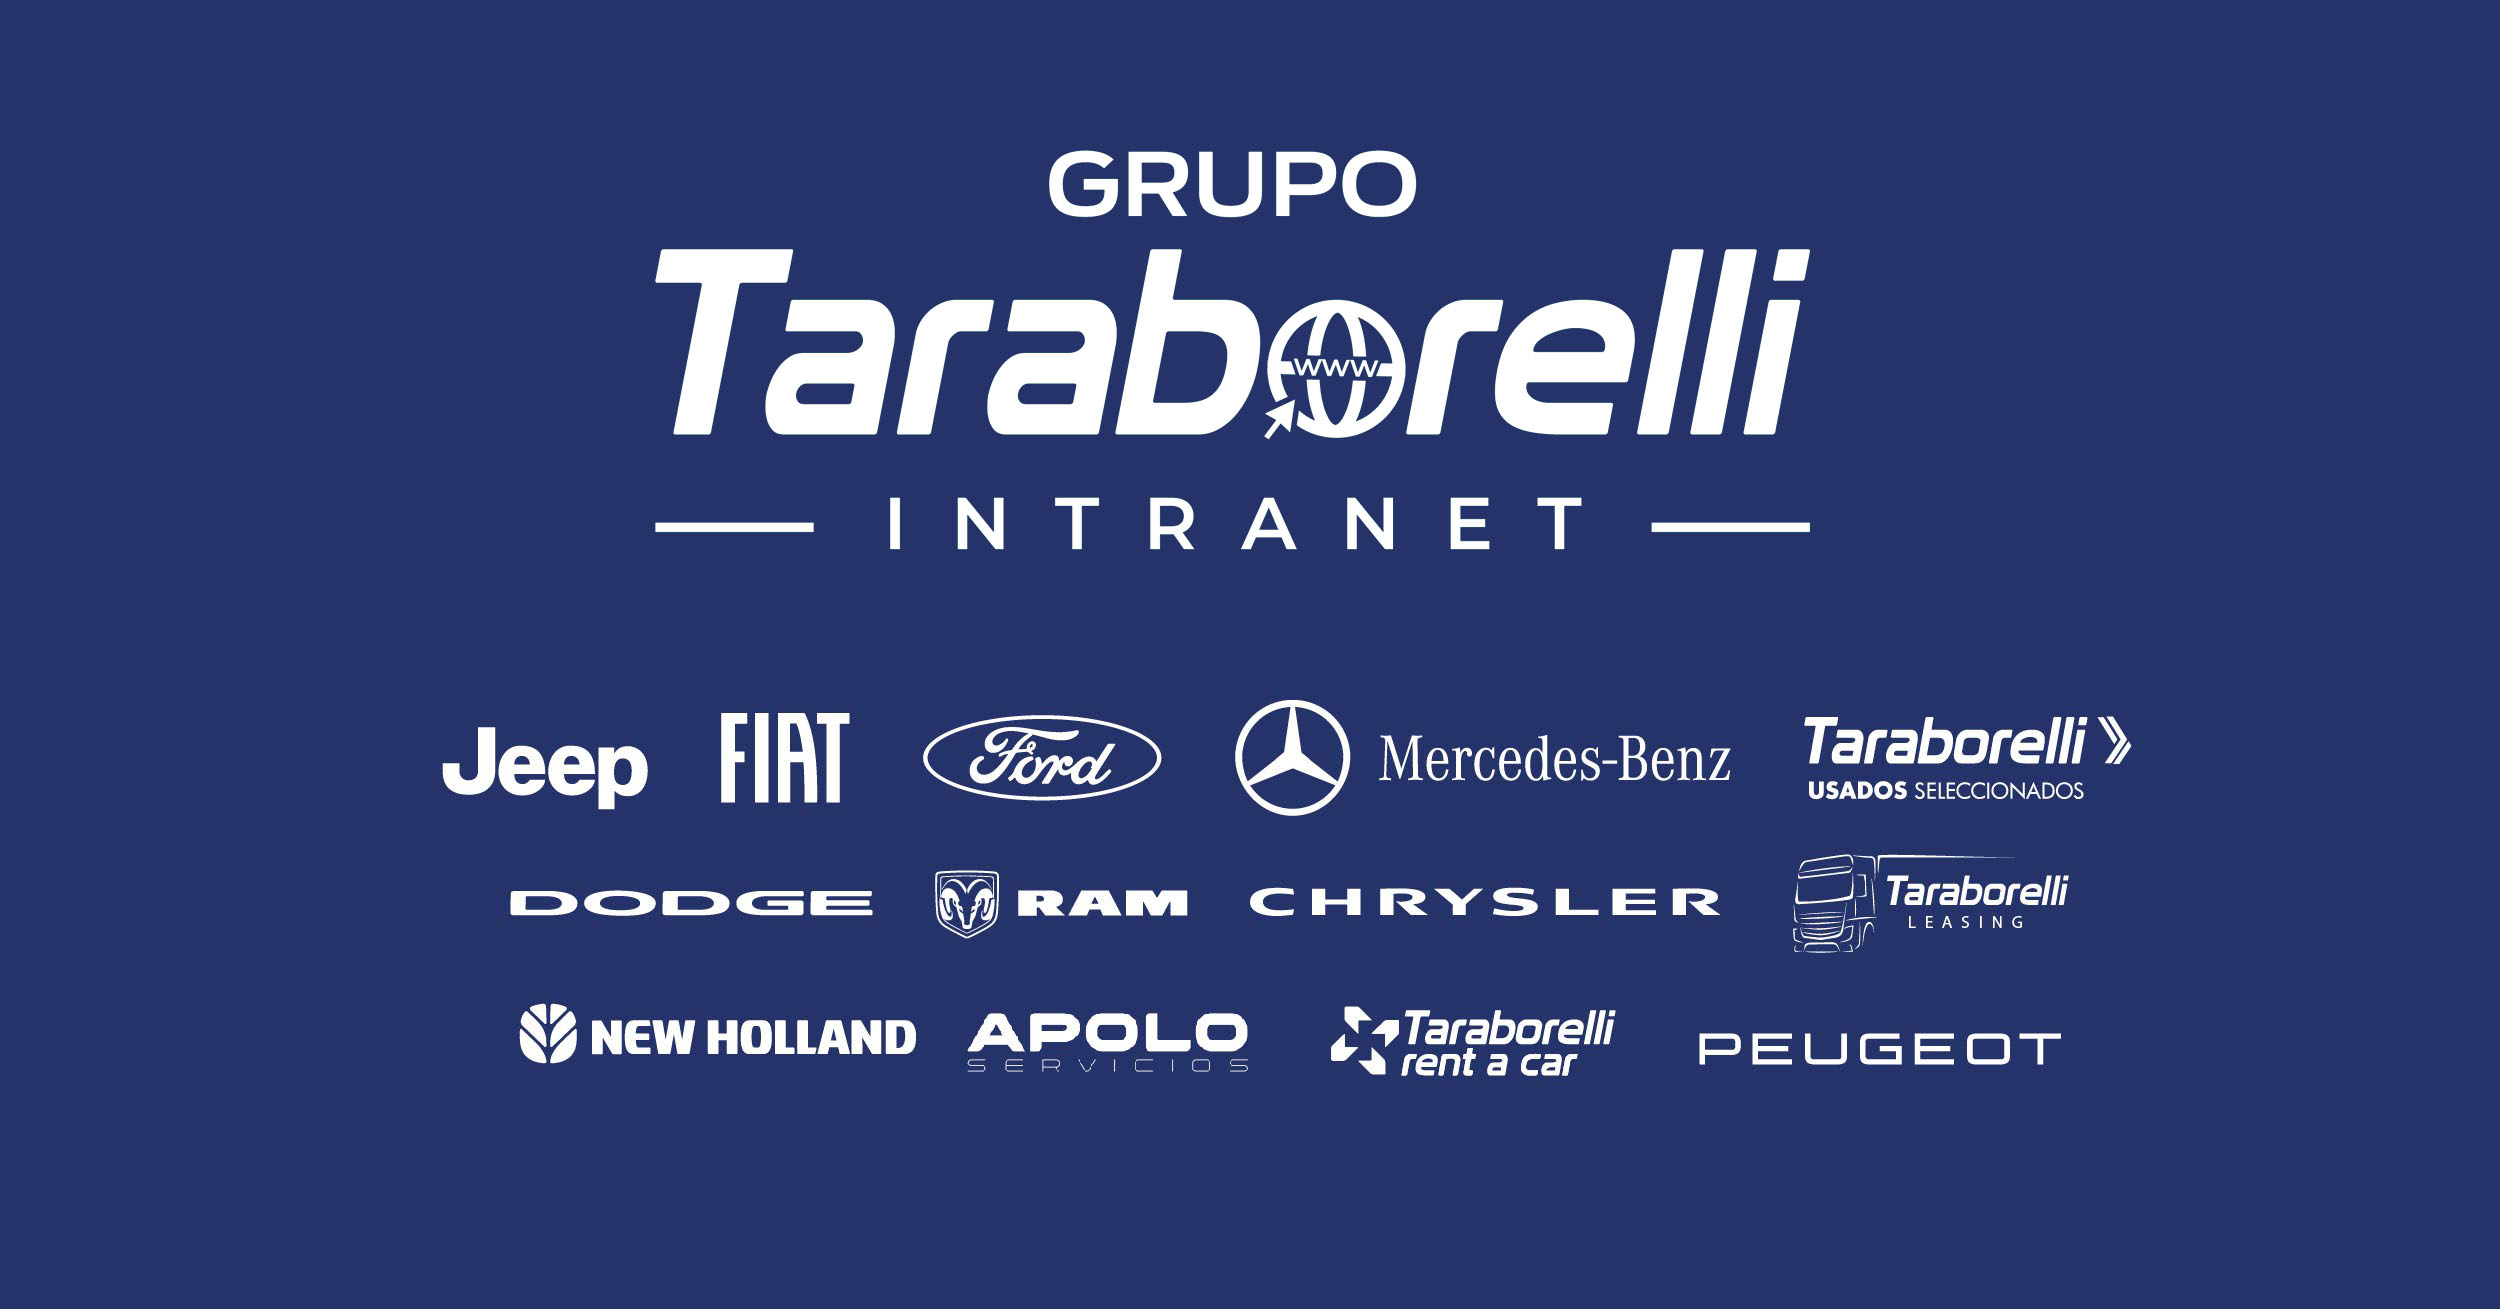 GRUPO
Taraborelli
www
INTRANET
Jeep FIAT Ford Mercedes-Benz Taraborelli
USADOS SELECCIONADOS
DODGE RAM CHRYSLER Taraborelli
LEASING
NEW HOLLAND APOLO Taraborelli PEUGEOT
SERVICIOS rent a car